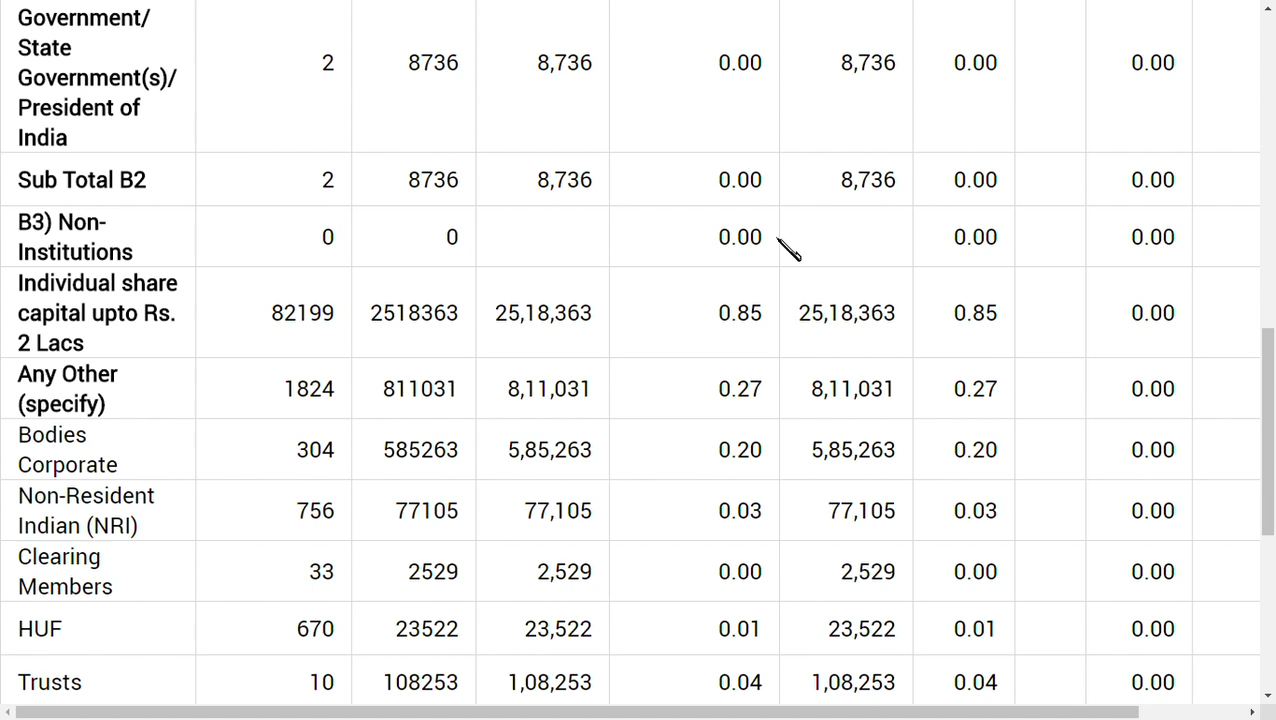 Government/
State
Government(s)/
President of
India
2 8736 8,736 0.00 8,736 0.00 0.00
Sub Total B2 2 8736 8,736 0.00 8,736 0.00 0.00
B3) Non-
Institutions
0 0 0.00 0.00 0.00
Individual share
capital upto Rs.
2 Lacs
82199 2518363 25,18,363 0.85 25,18,363 0.85 0.00
Any Other
(specify)
1824 811031 8,11,031 0.27 8,11,031 0.27 0.00
Bodies
Corporate
304 585263 5,85,263 0.20 5,85,263 0.20 0.00
Non-Resident
Indian (NRI)
756 77105 77,105 0.03 77,105 0.03 0.00
Clearing
Members
33 2529 2,529 0.00 2,529 0.00 0.00
HUF 670 23522 23,522 0.01 23,522 0.01 0.00
Trusts 10 108253 1,08,253 0.04 1,08,253 0.04 0.00